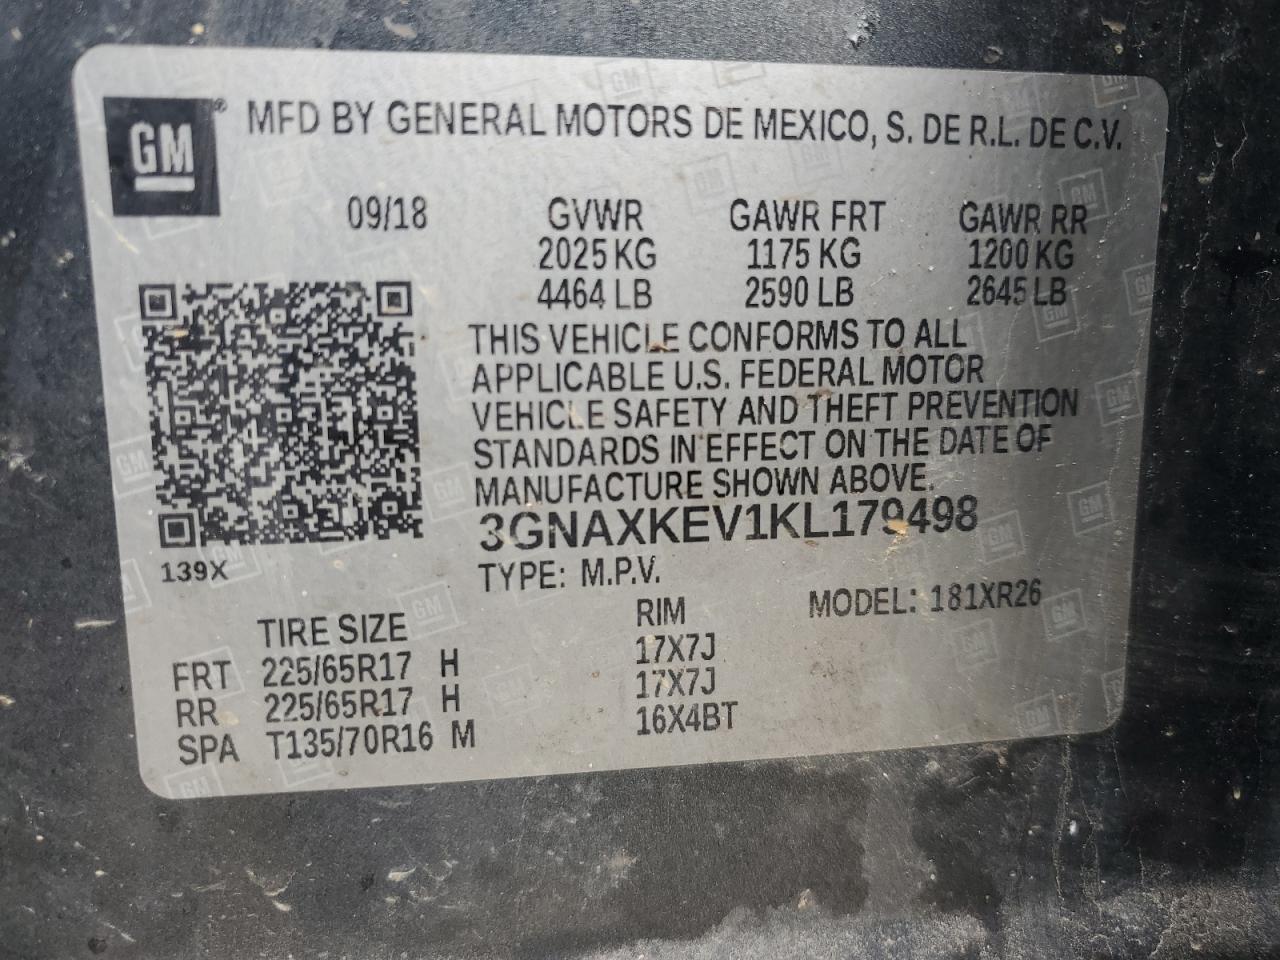 GM® MFD BY GENERAL MOTORS DE MEXICO, S. DE R.L. DE C.V.
09/18 GVWR GAWR FRT GAWR RR
2025 KG 1175 KG 1200 KG
4464 LB 2590 LB 2645 LB
THIS VEHICLE CONFORMS TO ALL
APPLICABLE U.S. FEDERAL MOTOR
VEHICLE SAFETY AND THEFT PREVENTION
STANDARDS IN EFFECT ON THE DATE OF
MANUFACTURE SHOWN ABOVE.
3GNAXKEV1KL179498
139X
TYPE: M.P.V. MODEL: 181XR26
TIRE SIZE RIM
FRT 225/65R17 H 17X7J
RR 225/65R17 H 17X7J
SPA T135/70R16 M 16X4BT